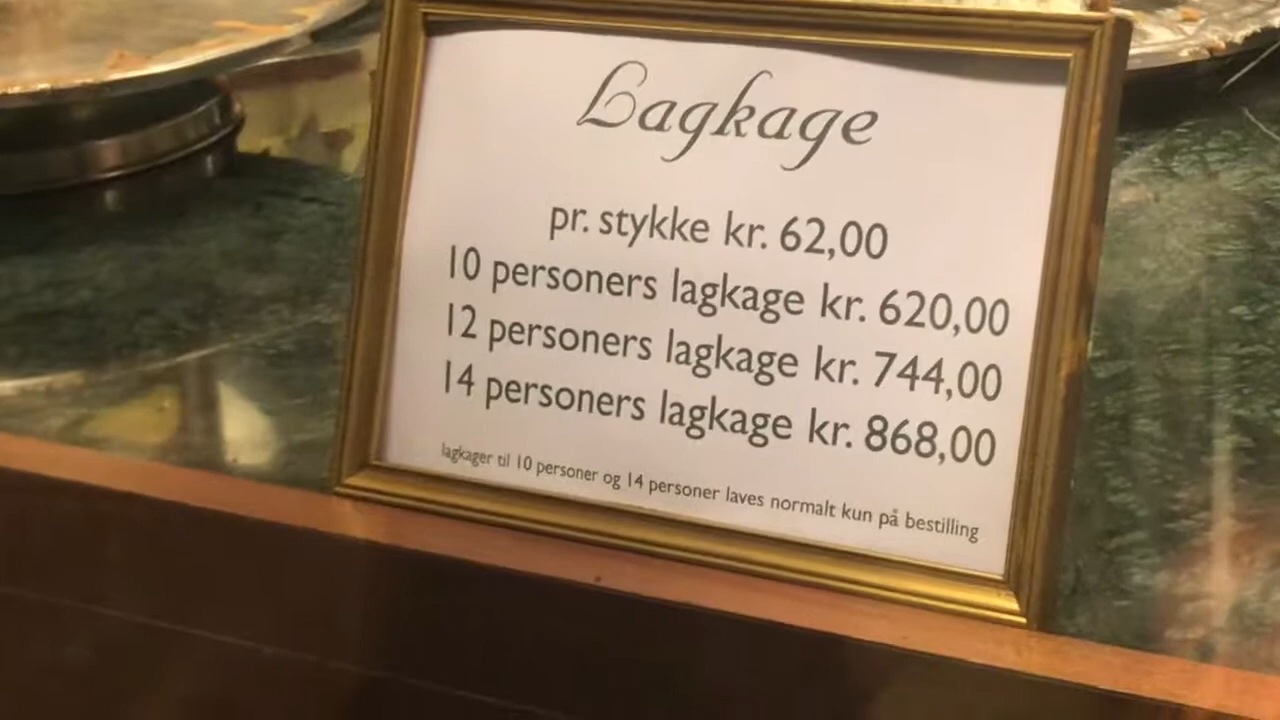 Lagkage
pr. stykke kr. 62,00
10 personers lagkage kr. 620,00
12 personers lagkage kr. 744,00
14 personers lagkage kr. 868,00
lagkager til 10 personer og 14 personer laves normalt kun på bestilling